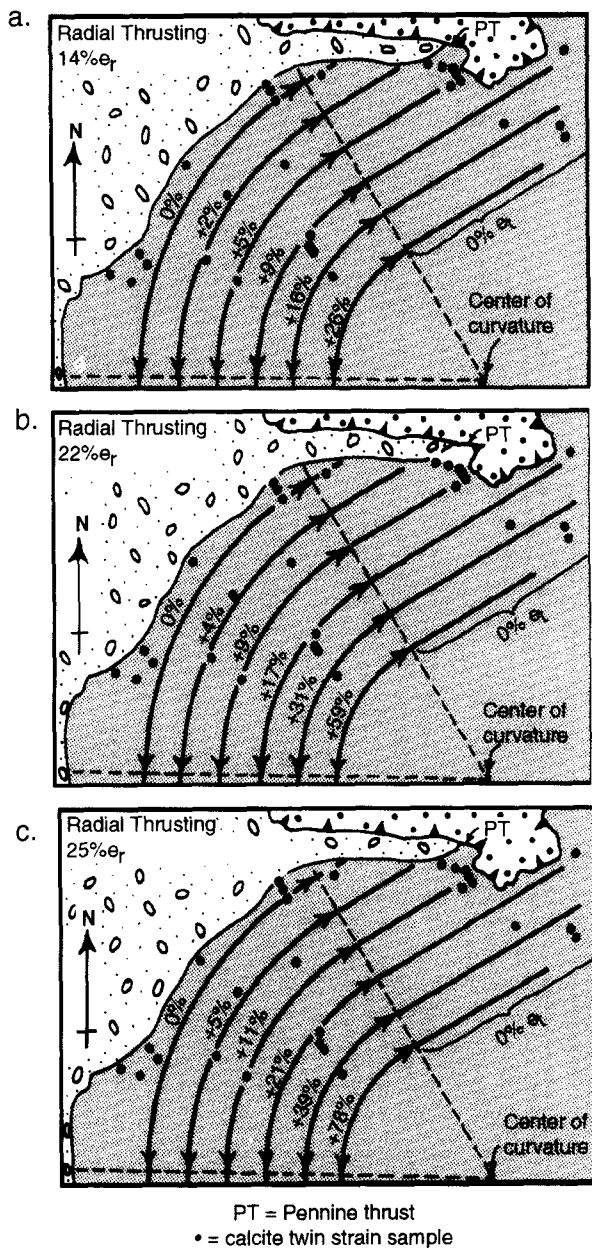 a.
Radial Thrusting
14%er
PT
N
0%
+2%
+5%
+9%
+16%
+26%
0% et
Center of
curvature
b.
Radial Thrusting
22%er
PT
N
0%
+4%
+9%
+17%
+31%
+59%
0% et
Center of
curvature
c.
Radial Thrusting
25%er
PT
N
0%
+5%
+11%
+21%
+39%
+78%
0% et
Center of
curvature
PT = Pennine thrust
• = calcite twin strain sample